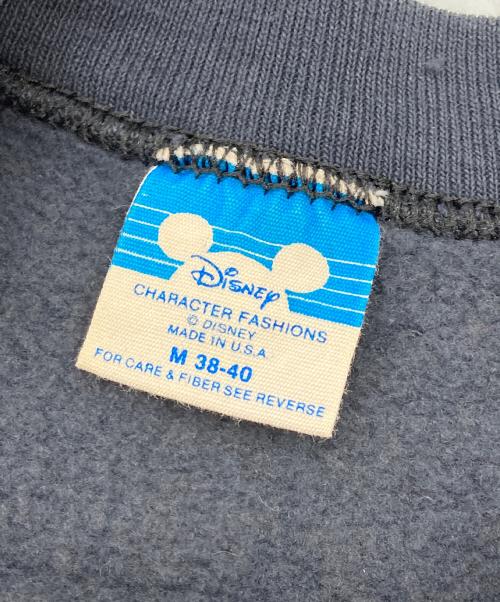 Disney
CHARACTER FASHIONS
© DISNEY
MADE IN U.S.A.
M 38-40
FOR CARE & FIBER SEE REVERSE